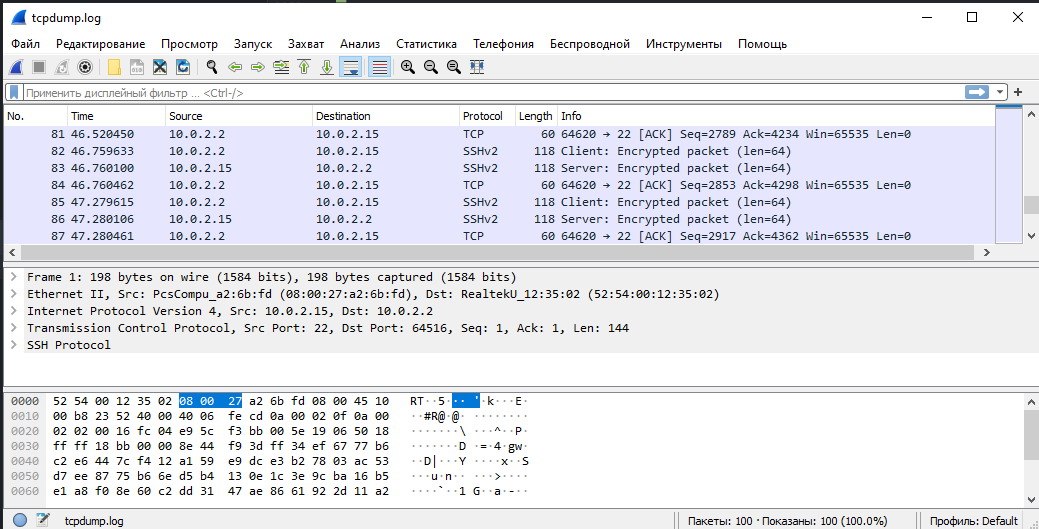 tcpdump.log
Файл Редактирование Просмотр Запуск Захват Анализ Статистика Телефония Беспроводной Инструменты Помощь
Применить дисплейный фильтр ... <Ctrl-/>
No. Time Source Destination Protocol Length Info
81 46.520450 10.0.2.2 10.0.2.15 TCP 60 64620 → 22 [ACK] Seq=2789 Ack=4234 Win=65535 Len=0
82 46.759633 10.0.2.2 10.0.2.15 SSHv2 118 Client: Encrypted packet (len=64)
83 46.760100 10.0.2.15 10.0.2.2 SSHv2 118 Server: Encrypted packet (len=64)
84 46.760462 10.0.2.2 10.0.2.15 TCP 60 64620 → 22 [ACK] Seq=2853 Ack=4298 Win=65535 Len=0
85 47.279615 10.0.2.2 10.0.2.15 SSHv2 118 Client: Encrypted packet (len=64)
86 47.280106 10.0.2.15 10.0.2.2 SSHv2 118 Server: Encrypted packet (len=64)
87 47.280461 10.0.2.2 10.0.2.15 TCP 60 64620 → 22 [ACK] Seq=2917 Ack=4362 Win=65535 Len=0
Frame 1: 198 bytes on wire (1584 bits), 198 bytes captured (1584 bits)
Ethernet II, Src: PcsCompu_a2:6b:fd (08:00:27:a2:6b:fd), Dst: RealtekU_12:35:02 (52:54:00:12:35:02)
Internet Protocol Version 4, Src: 10.0.2.15, Dst: 10.0.2.2
Transmission Control Protocol, Src Port: 22, Dst Port: 64516, Seq: 1, Ack: 1, Len: 144
SSH Protocol
0000 52 54 00 12 35 02 08 00 27 a2 6b fd 08 00 45 10 RT··5···'·k···E·
0010 00 b8 23 52 40 00 40 06 fe cd 0a 00 02 0f 0a 00 ··#R@·@·········
0020 02 02 00 16 fc 04 e9 5c f3 bb 00 5e 19 06 50 18 ·······\···^··P·
0030 ff ff 18 bb 00 00 8e 44 f9 3d ff 34 ef 67 77 b6 ·······D·=·4·gw·
0040 c2 e6 44 7c f4 12 a1 59 e9 dc e3 b2 78 03 ac 53 ··D|···Y····x··S
0050 d7 ee 87 75 b6 6e d5 b4 13 0e 1c 3e 9c ba 16 b5 ···u·n·····>····
0060 e1 a8 f0 8e 60 c2 dd 31 47 ae 86 61 92 2d 11 a2 ····`··1G··a·-··
tcpdump.log Пакеты: 100 · Показаны: 100 (100.0%) Профиль: Default